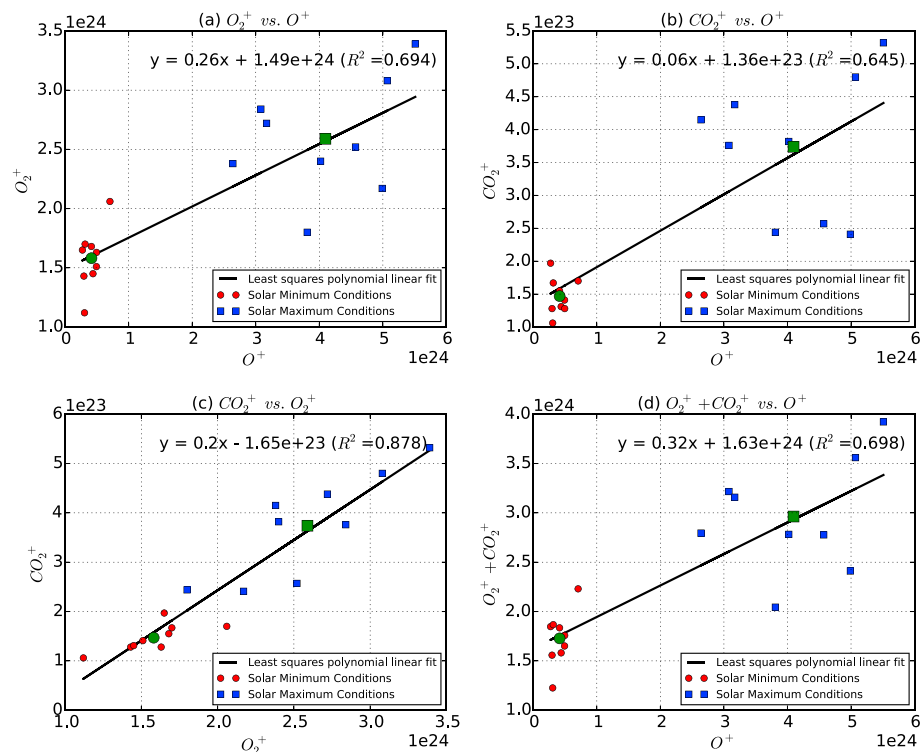 (a) O₂⁺ vs. O⁺
1e24
y = 0.26x + 1.49e+24 (R² =0.694)
3.5
3.0
2.5
2.0
1.5
1.0
O₂⁺
Least squares polynomial linear fit
Solar Minimum Conditions
Solar Maximum Conditions
0 1 2 3 4 5 6
O⁺
1e24
(b) CO₂⁺ vs. O⁺
1e23
y = 0.06x + 1.36e+23 (R² =0.645)
5.5
5.0
4.5
4.0
3.5
3.0
2.5
2.0
1.5
1.0
CO₂⁺
Least squares polynomial linear fit
Solar Minimum Conditions
Solar Maximum Conditions
0 1 2 3 4 5 6
O⁺
1e24
(c) CO₂⁺ vs. O₂⁺
1e23
y = 0.2x - 1.65e+23 (R² =0.878)
6
5
4
3
2
1
0
CO₂⁺
Least squares polynomial linear fit
Solar Minimum Conditions
Solar Maximum Conditions
1.0 1.5 2.0 2.5 3.0 3.5
O₂⁺
1e24
(d) O₂⁺ +CO₂⁺ vs. O⁺
1e24
y = 0.32x + 1.63e+24 (R² =0.698)
4.0
3.5
3.0
2.5
2.0
1.5
1.0
O₂⁺ +CO₂⁺
Least squares polynomial linear fit
Solar Minimum Conditions
Solar Maximum Conditions
0 1 2 3 4 5 6
O⁺
1e24